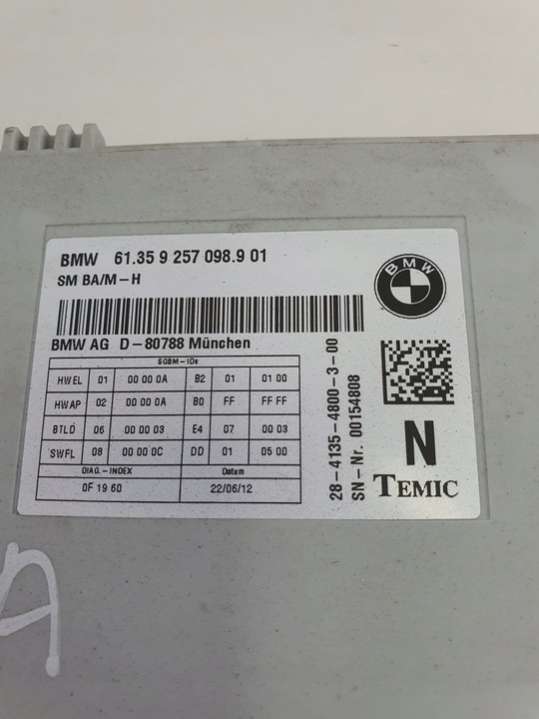 BMW 61.35 9 257 098.9 01
SM BA/M-H
BMW
BMW AG D-80788 München
SGBM-IDs
HWEL 01 00 00 0A B2 01 01 00
HWAP 02 00 00 0A B0 FF FF FF
BTLD 06 00 00 03 E4 07 00 03
SWFL 08 00 00 0C DD 01 05 00
DIAG.-INDEX Datum
0F 19 60 22/06/12
28-4135-4800-3-00
SN-Nr. 00154808
N
TEMIC
A